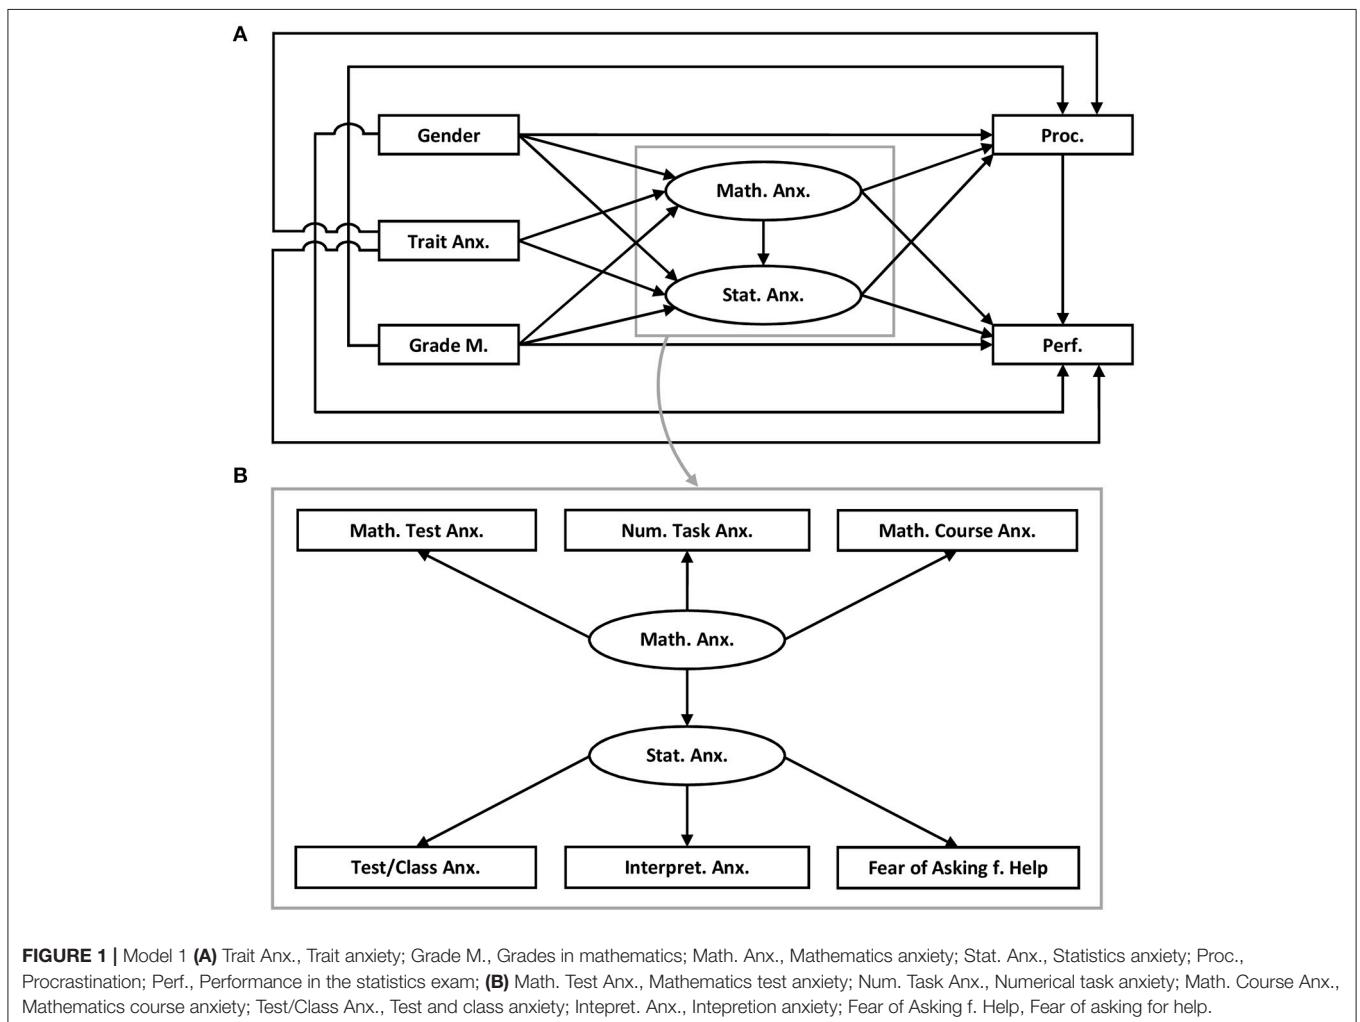 A
Gender
Proc.
Math. Anx.
Trait Anx.
Stat. Anx.
Grade M.
Perf.
B
Math. Test Anx.
Num. Task Anx.
Math. Course Anx.
Math. Anx.
Stat. Anx.
Test/Class Anx.
Interpret. Anx.
Fear of Asking f. Help
FIGURE 1 | Model 1 (A) Trait Anx., Trait anxiety; Grade M., Grades in mathematics; Math. Anx., Mathematics anxiety; Stat. Anx., Statistics anxiety; Proc.,
Procrastination; Perf., Performance in the statistics exam; (B) Math. Test Anx., Mathematics test anxiety; Num. Task Anx., Numerical task anxiety; Math. Course Anx.,
Mathematics course anxiety; Test/Class Anx., Test and class anxiety; Intepret. Anx., Intepretion anxiety; Fear of Asking f. Help, Fear of asking for help.